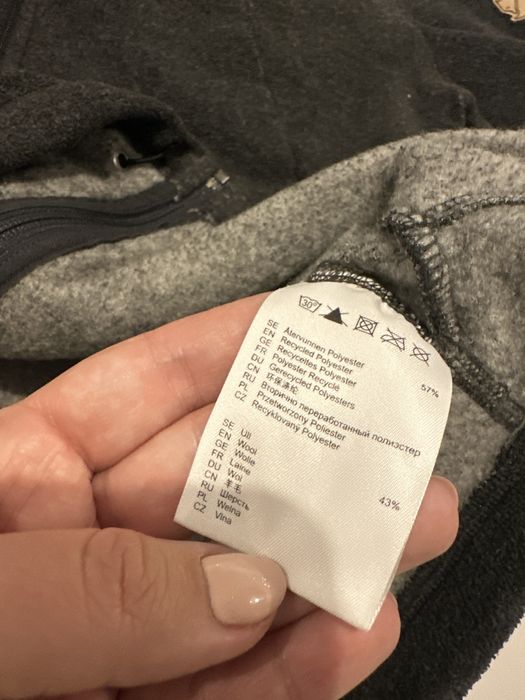 30°
SE Återvunnen Polyester 57%
EN Recycled Polyester
GE Recyceltes Polyester
FR Polyester Recyclé
DU Gerecycled Polyesters
CN 环保涤纶
RU Вторично переработанный полиэстер
PL Przetworzony Poliester
CZ Recyklovaný Polyester
SE Ull 43%
EN Wool
GE Wolle
FR Laine
DU Wol
CN 羊毛
RU Шерсть
PL Wełna
CZ Vlna